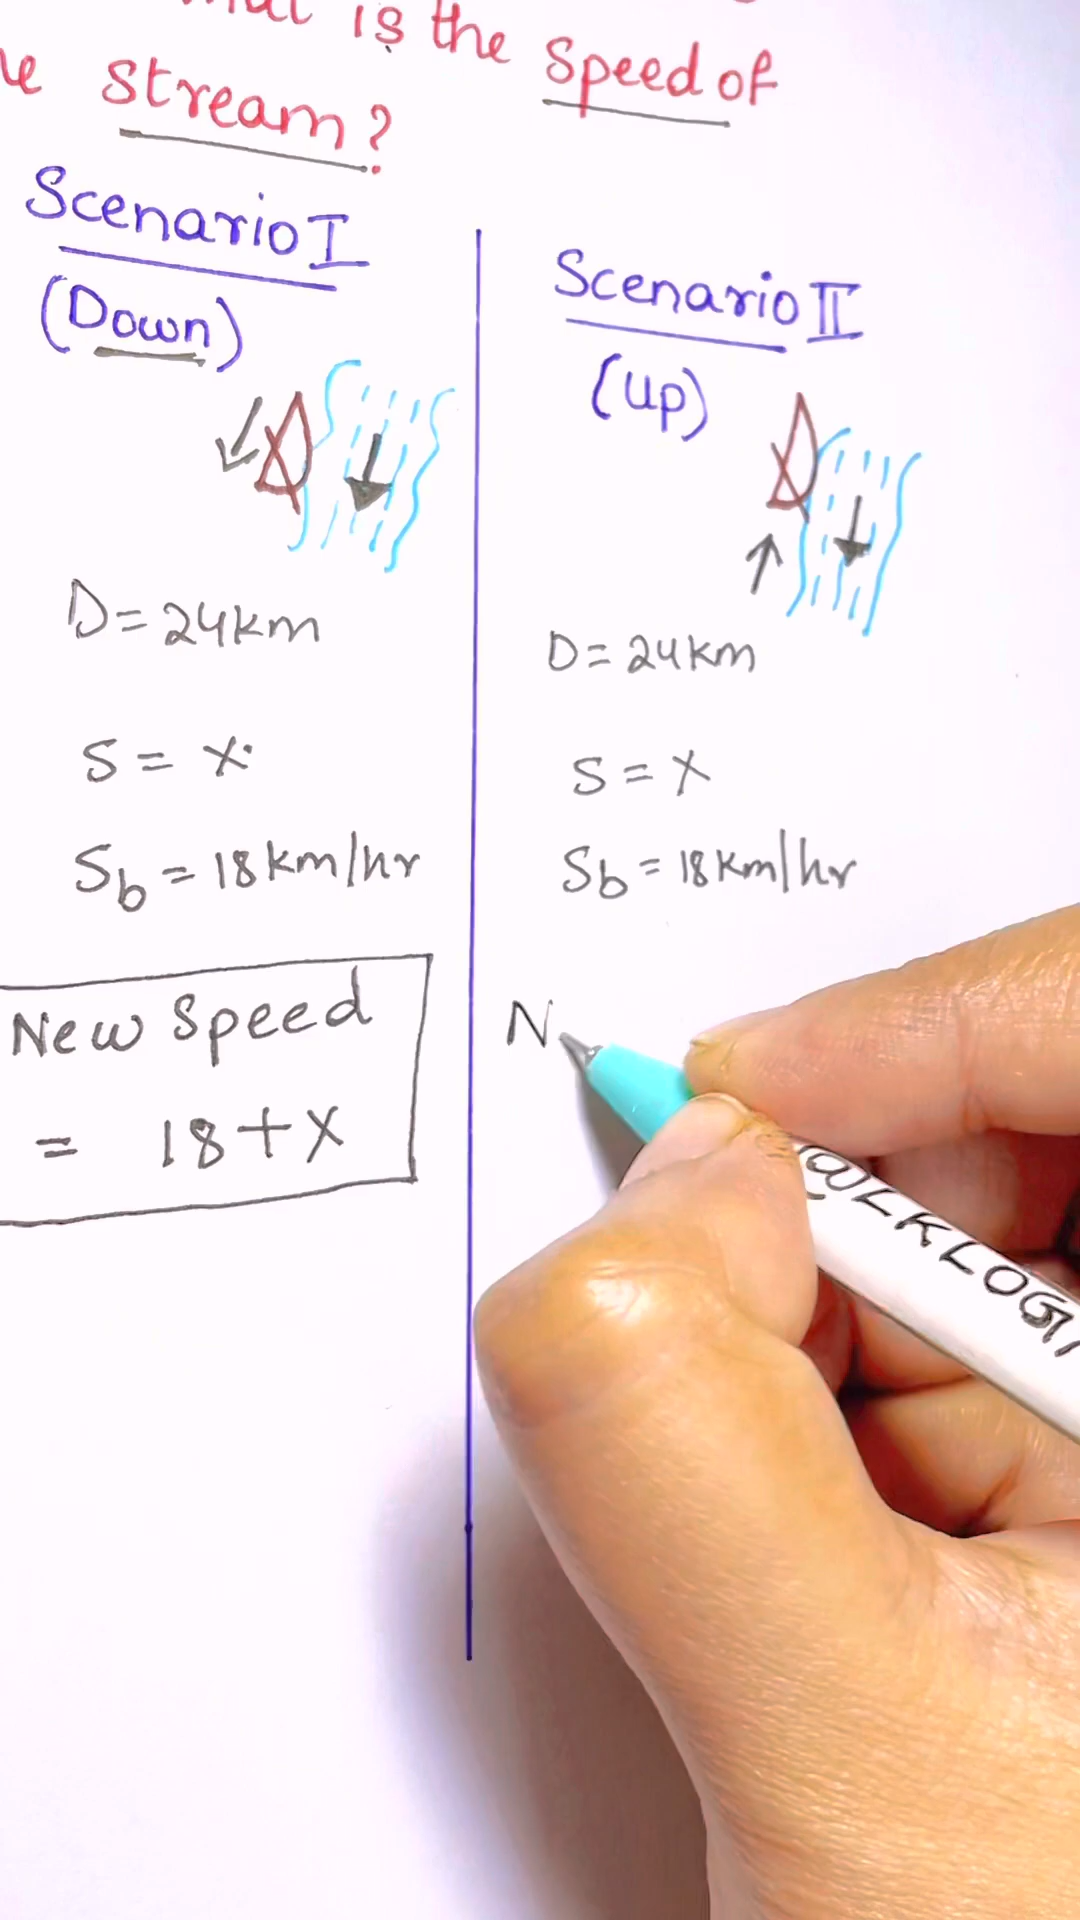 is the speed of
stream?
Scenario I
(Down)
D = 24km
S = x
Sb = 18km/hr
New Speed
= 18+x
Scenario II
(Up)
D = 24km
S = x
Sb = 18km/hr
N
@LKLOGI